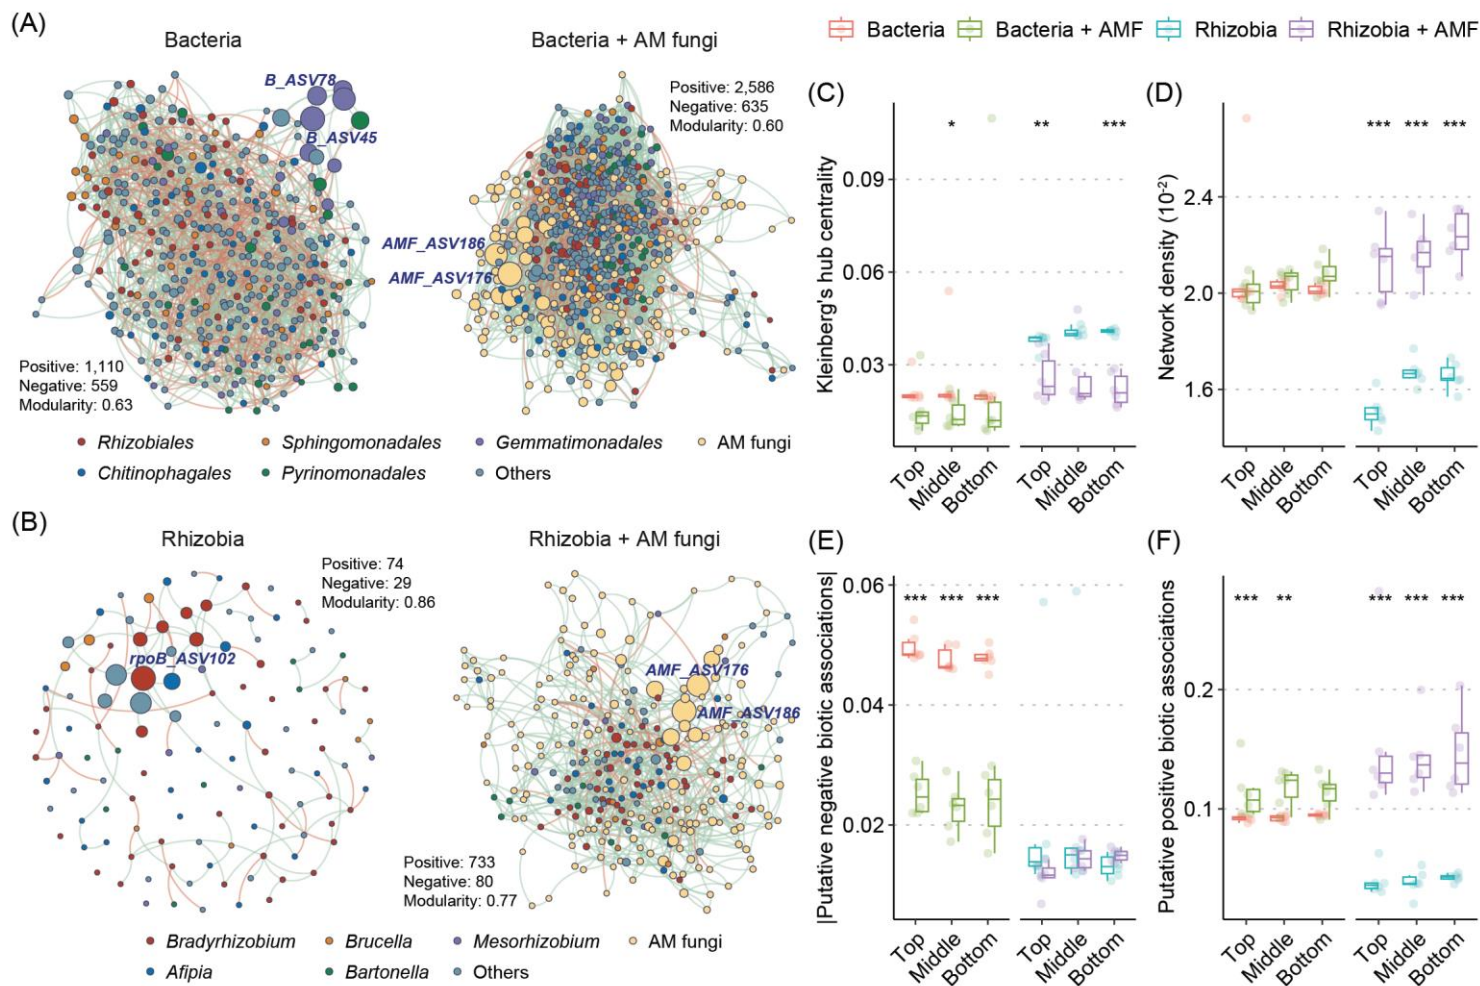 (A)
Bacteria
Bacteria + AM fungi
B_ASV78
B_ASV45
Positive: 2,586
Negative: 635
Modularity: 0.60
AMF_ASV186
AMF_ASV176
Positive: 1,110
Negative: 559
Modularity: 0.63
Rhizobiales Sphingomonadales Gemmatimonadales AM fungi
Chitinophagales Pyrinomonadales Others
(B)
Rhizobia
Rhizobia + AM fungi
Positive: 74
Negative: 29
Modularity: 0.86
rpoB_ASV102
AMF_ASV176
AMF_ASV186
Positive: 733
Negative: 80
Modularity: 0.77
Bradyrhizobium Brucella Mesorhizobium AM fungi
Afipia Bartonella Others
Bacteria Bacteria + AMF Rhizobia Rhizobia + AMF
(C)
Kleinberg's hub centrality
* ** ***
0.09
0.06
0.03
Top Middle Bottom Top Middle Bottom
(D)
Network density (10⁻²)
*** *** ***
2.4
2.0
1.6
Top Middle Bottom Top Middle Bottom
(E)
|Putative negative biotic associations|
0.06
*** *** ***
0.04
0.02
Top Middle Bottom Top Middle Bottom
(F)
Putative positive biotic associations
*** ** *** *** ***
0.2
0.1
Top Middle Bottom Top Middle Bottom